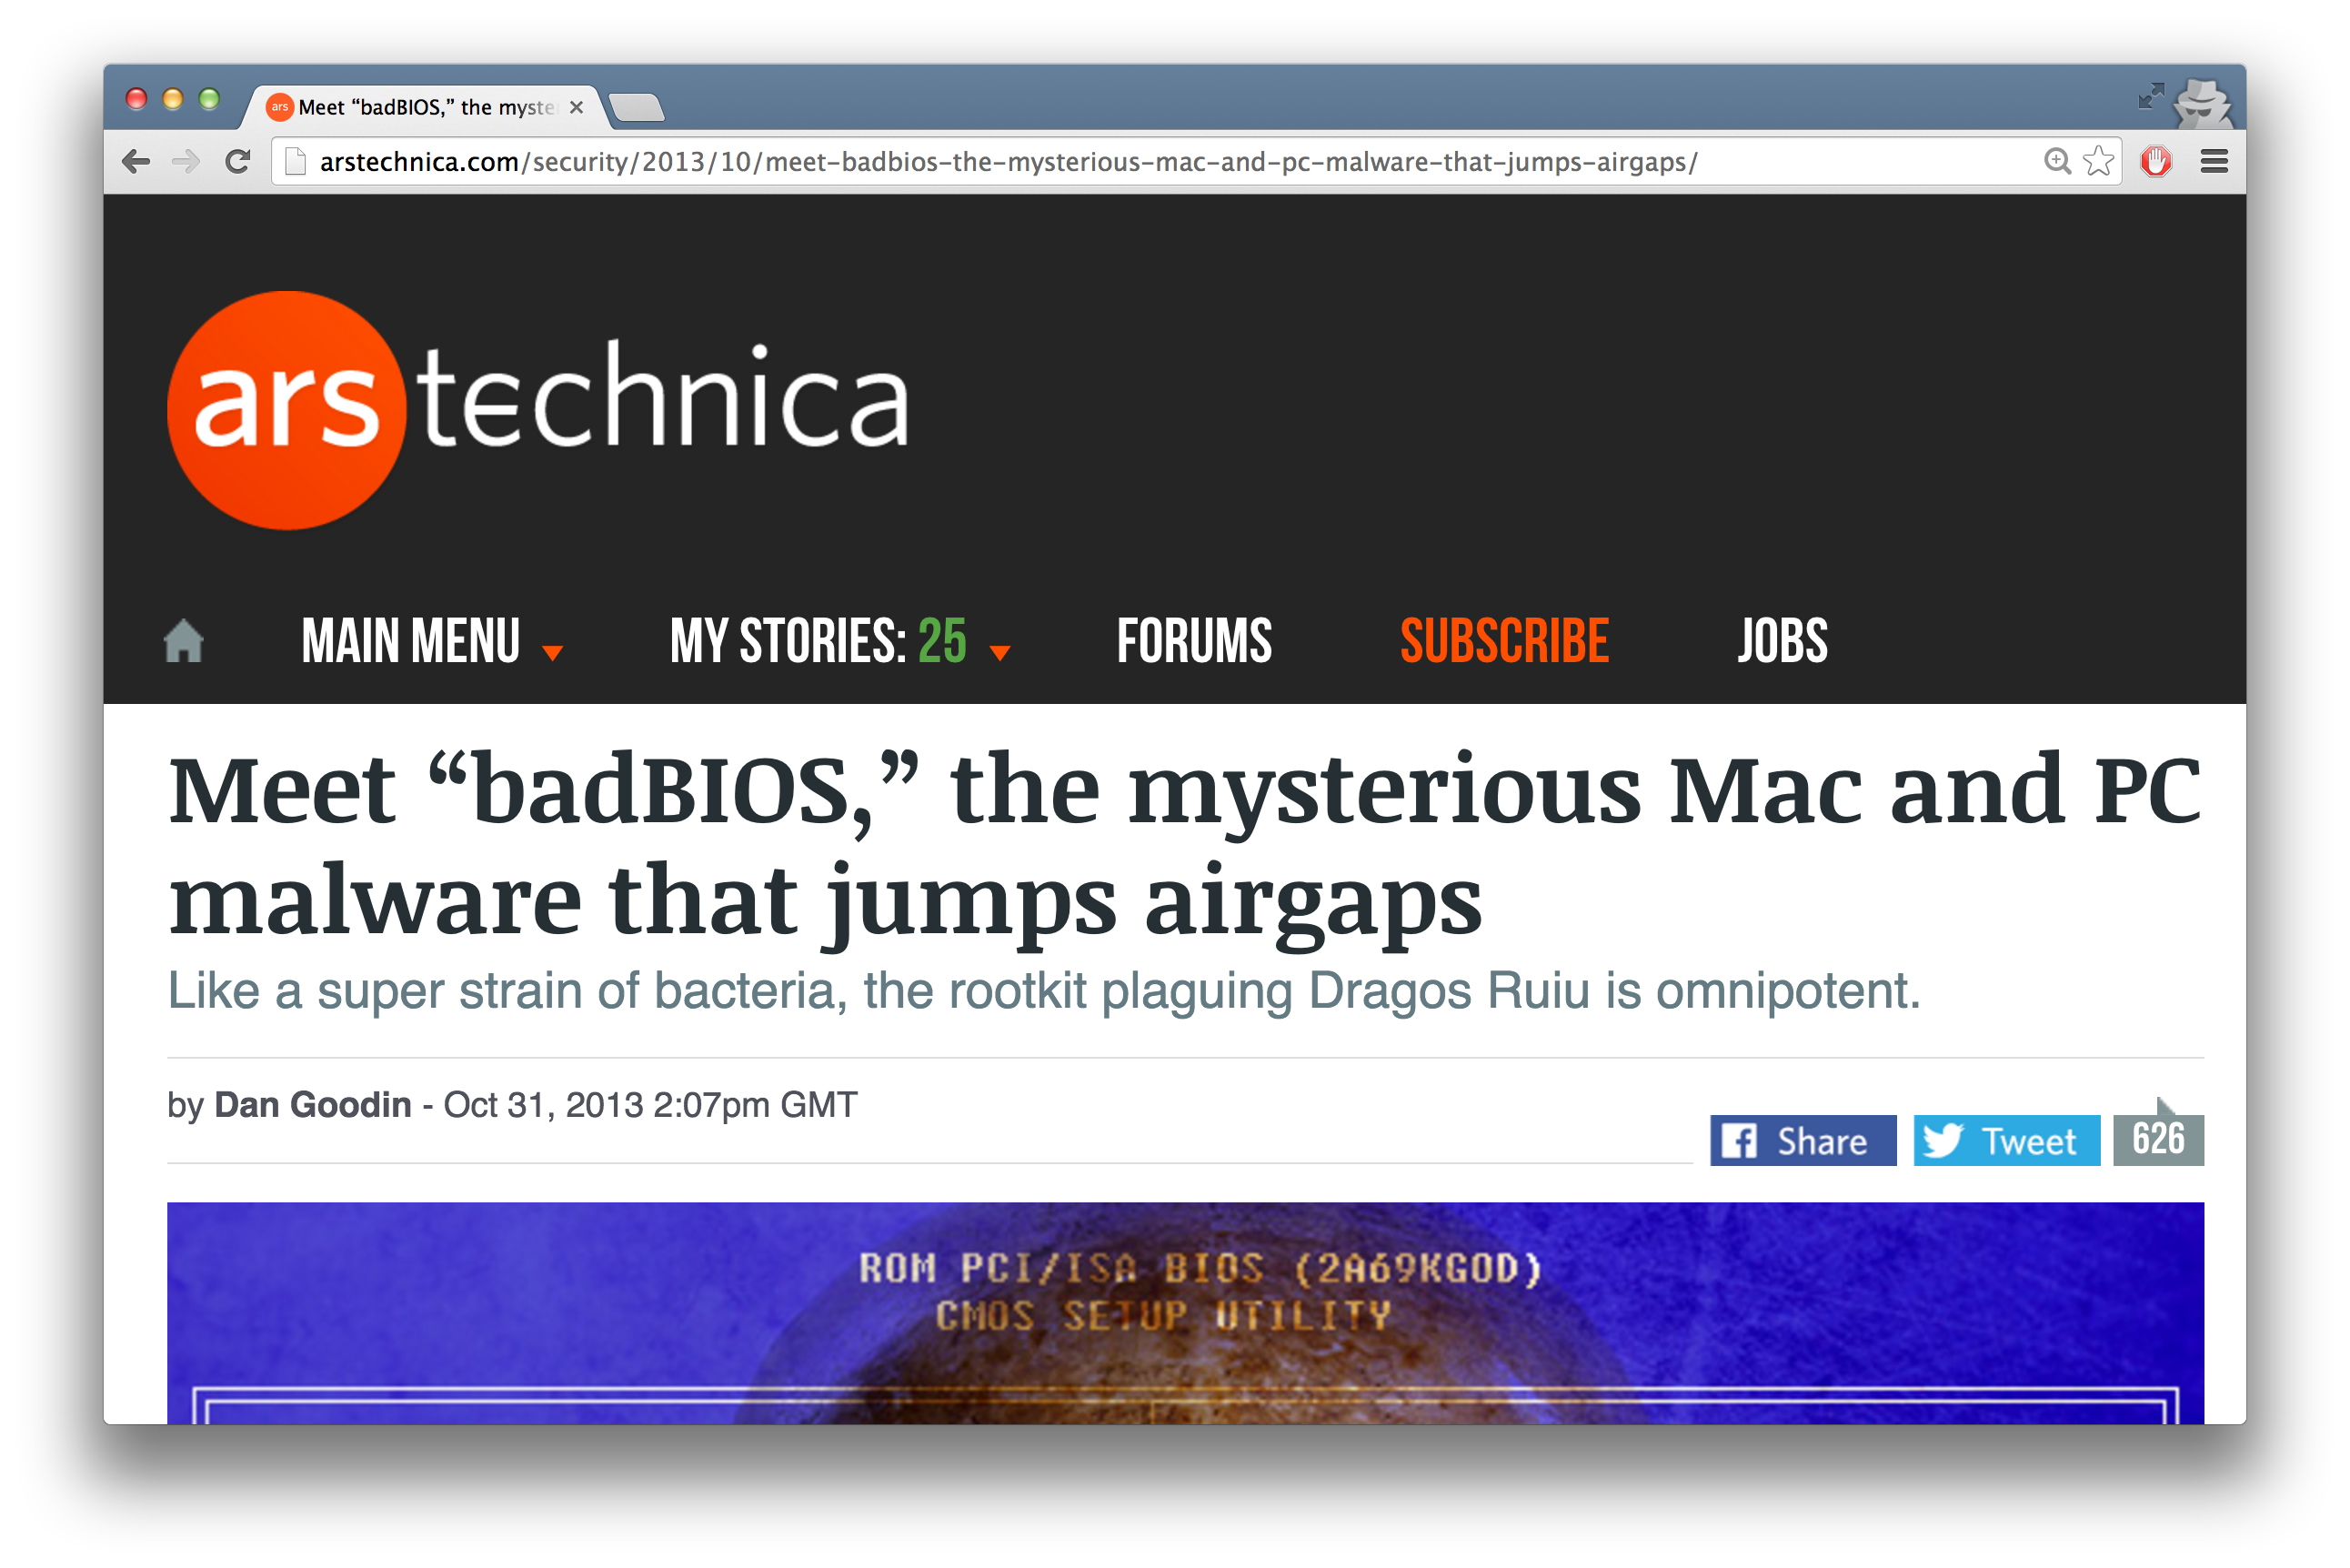 ars Meet “badBIOS,” the myste
arstechnica.com/security/2013/10/meet-badbios-the-mysterious-mac-and-pc-malware-that-jumps-airgaps/
ars technica
MAIN MENU MY STORIES: 25 FORUMS SUBSCRIBE JOBS
Meet “badBIOS,” the mysterious Mac and PC
malware that jumps airgaps
Like a super strain of bacteria, the rootkit plaguing Dragos Ruiu is omnipotent.
by Dan Goodin - Oct 31, 2013 2:07pm GMT
Share Tweet 626
ROM PCI/ISA BIOS (2A69KGOD)
CMOS SETUP UTILITY